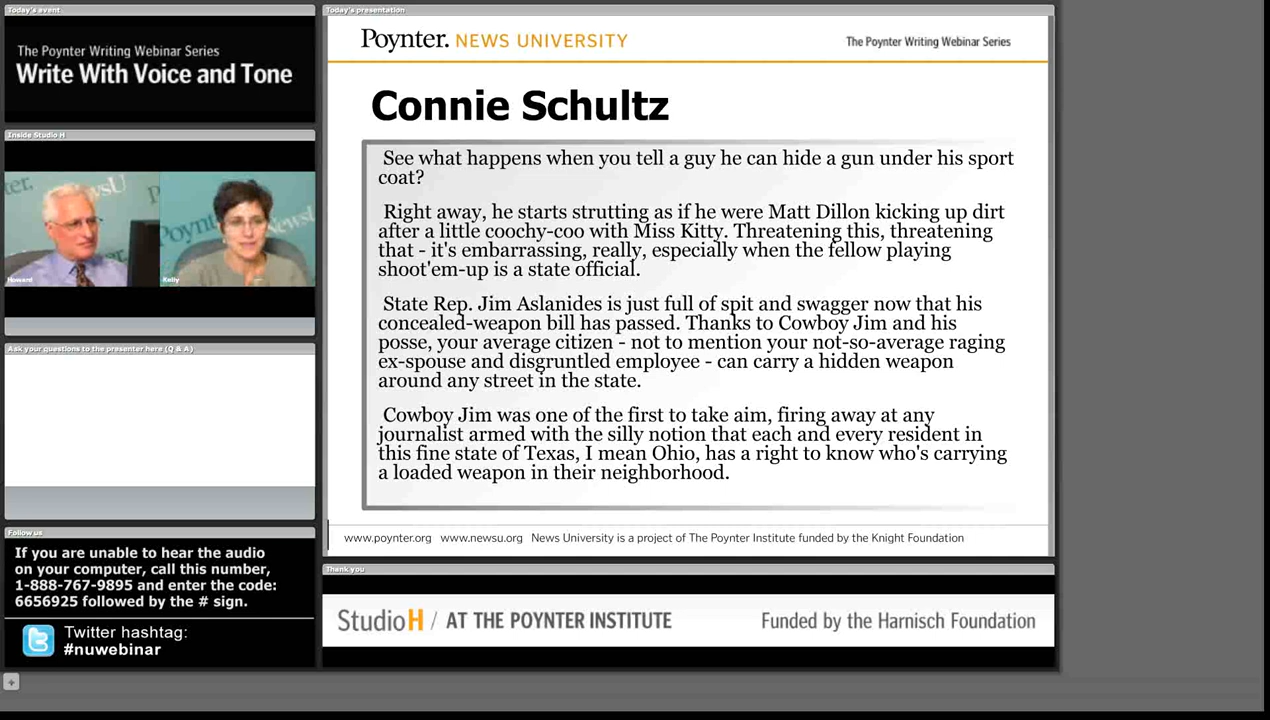 Today's event
The Poynter Writing Webinar Series
Write With Voice and Tone
Inside Studio H
Poynter.
wsU
Poynter
NewsU
Howard
Kelly
Ask your questions to the presenter here (Q & A)
Follow us
If you are unable to hear the audio
on your computer, call this number,
1-888-767-9895 and enter the code:
6656925 followed by the # sign.
Twitter hashtag:
#nuwebinar
Today's presentation
Poynter. NEWS UNIVERSITY
The Poynter Writing Webinar Series
Connie Schultz
See what happens when you tell a guy he can hide a gun under his sport
coat?
Right away, he starts strutting as if he were Matt Dillon kicking up dirt
after a little coochy-coo with Miss Kitty. Threatening this, threatening
that - it's embarrassing, really, especially when the fellow playing
shoot'em-up is a state official.
State Rep. Jim Aslanides is just full of spit and swagger now that his
concealed-weapon bill has passed. Thanks to Cowboy Jim and his
posse, your average citizen - not to mention your not-so-average raging
ex-spouse and disgruntled employee - can carry a hidden weapon
around any street in the state.
Cowboy Jim was one of the first to take aim, firing away at any
journalist armed with the silly notion that each and every resident in
this fine state of Texas, I mean Ohio, has a right to know who's carrying
a loaded weapon in their neighborhood.
www.poynter.org www.newsu.org News University is a project of The Poynter Institute funded by the Knight Foundation
Thank you
StudioH / AT THE POYNTER INSTITUTE
Funded by the Harnisch Foundation